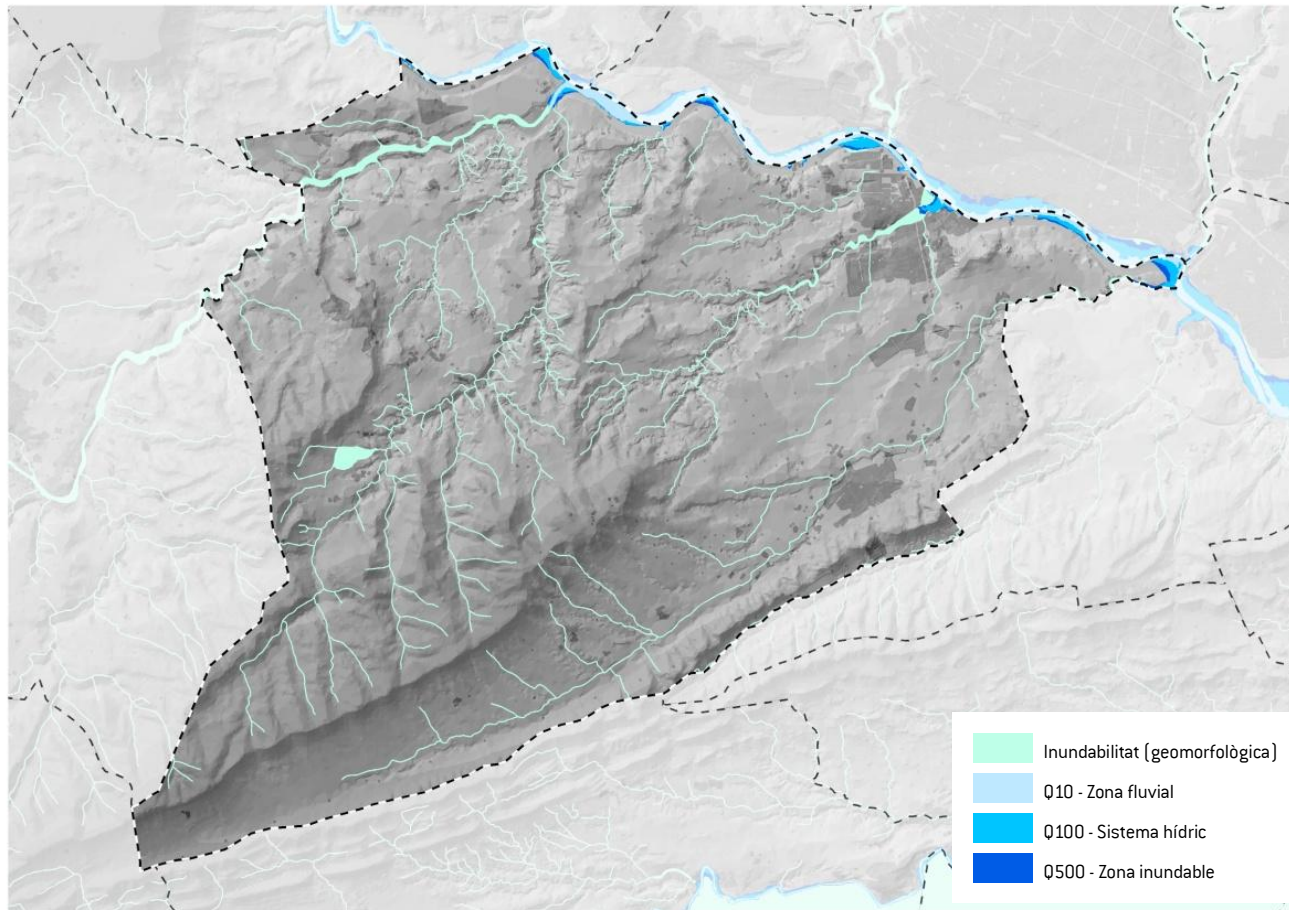 Inundabilitat (geomorfològica)
Q10 - Zona fluvial
Q100 - Sistema hídric
Q500 - Zona inundable